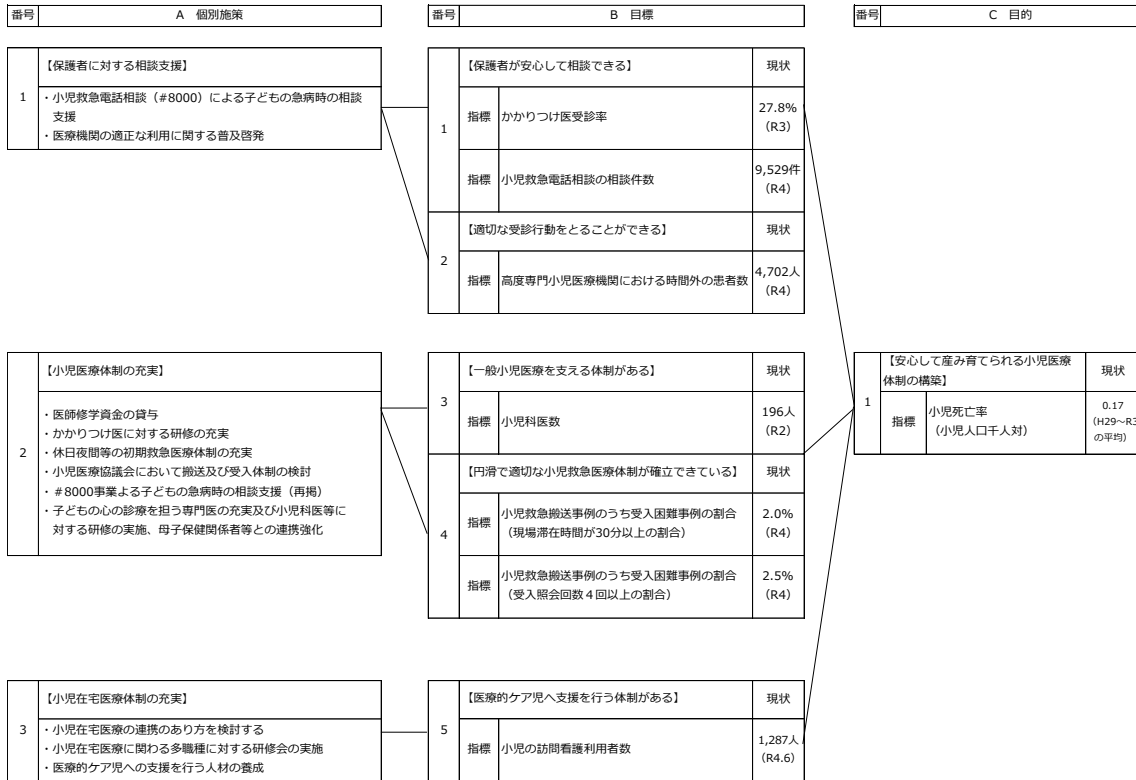 番号 A 個別施策
番号 B 目標
番号 C 目的
1
【保護者に対する相談支援】
・小児救急電話相談（#8000）による子どもの急病時の相談
支援
・医療機関の適正な利用に関する普及啓発
1
【保護者が安心して相談できる】 現状
指標 かかりつけ医受診率 27.8%
（R3）
指標 小児救急電話相談の相談件数 9,529件
（R4）
2
【適切な受診行動をとることができる】 現状
指標 高度専門小児医療機関における時間外の患者数 4,702人
（R4）
2
【小児医療体制の充実】
・医師修学資金の貸与
・かかりつけ医に対する研修の充実
・休日夜間等の初期救急医療体制の充実
・小児医療協議会において搬送及び受入体制の検討
・#8000事業よる子どもの急病時の相談支援（再掲）
・子どもの心の診療を担う専門医の充実及び小児科医等に
対する研修の実施、母子保健関係者等との連携強化
3
【一般小児医療を支える体制がある】 現状
指標 小児科医数 196人
（R2）
4
【円滑で適切な小児救急医療体制が確立できている】 現状
指標 小児救急搬送事例のうち受入困難事例の割合
（現場滞在時間が30分以上の割合） 2.0%
（R4）
指標 小児救急搬送事例のうち受入困難事例の割合
（受入照会回数４回以上の割合） 2.5%
（R4）
1
【安心して産み育てられる小児医療
体制の構築】 現状
指標 小児死亡率
（小児人口千人対） 0.17
（H29～R3
の平均）
3
【小児在宅医療体制の充実】
・小児在宅医療の連携のあり方を検討する
・小児在宅医療に関わる多職種に対する研修会の実施
・医療的ケア児への支援を行う人材の養成
5
【医療的ケア児へ支援を行う体制がある】 現状
指標 小児の訪問看護利用者数 1,287人
（R4.6）